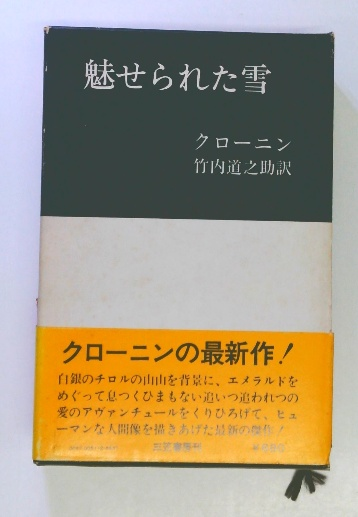 魅せられた雪
クローニン
竹内道之助訳
クローニンの最新作!
白銀のチロルの山山を背景に、エメラルドを
めぐって息つくひまもない追いつ追われつの
愛のアヴァンチュールをくりひろげて、ヒュ
ーマンな人間像を描きあげた最新の傑作!
三笠書房刊